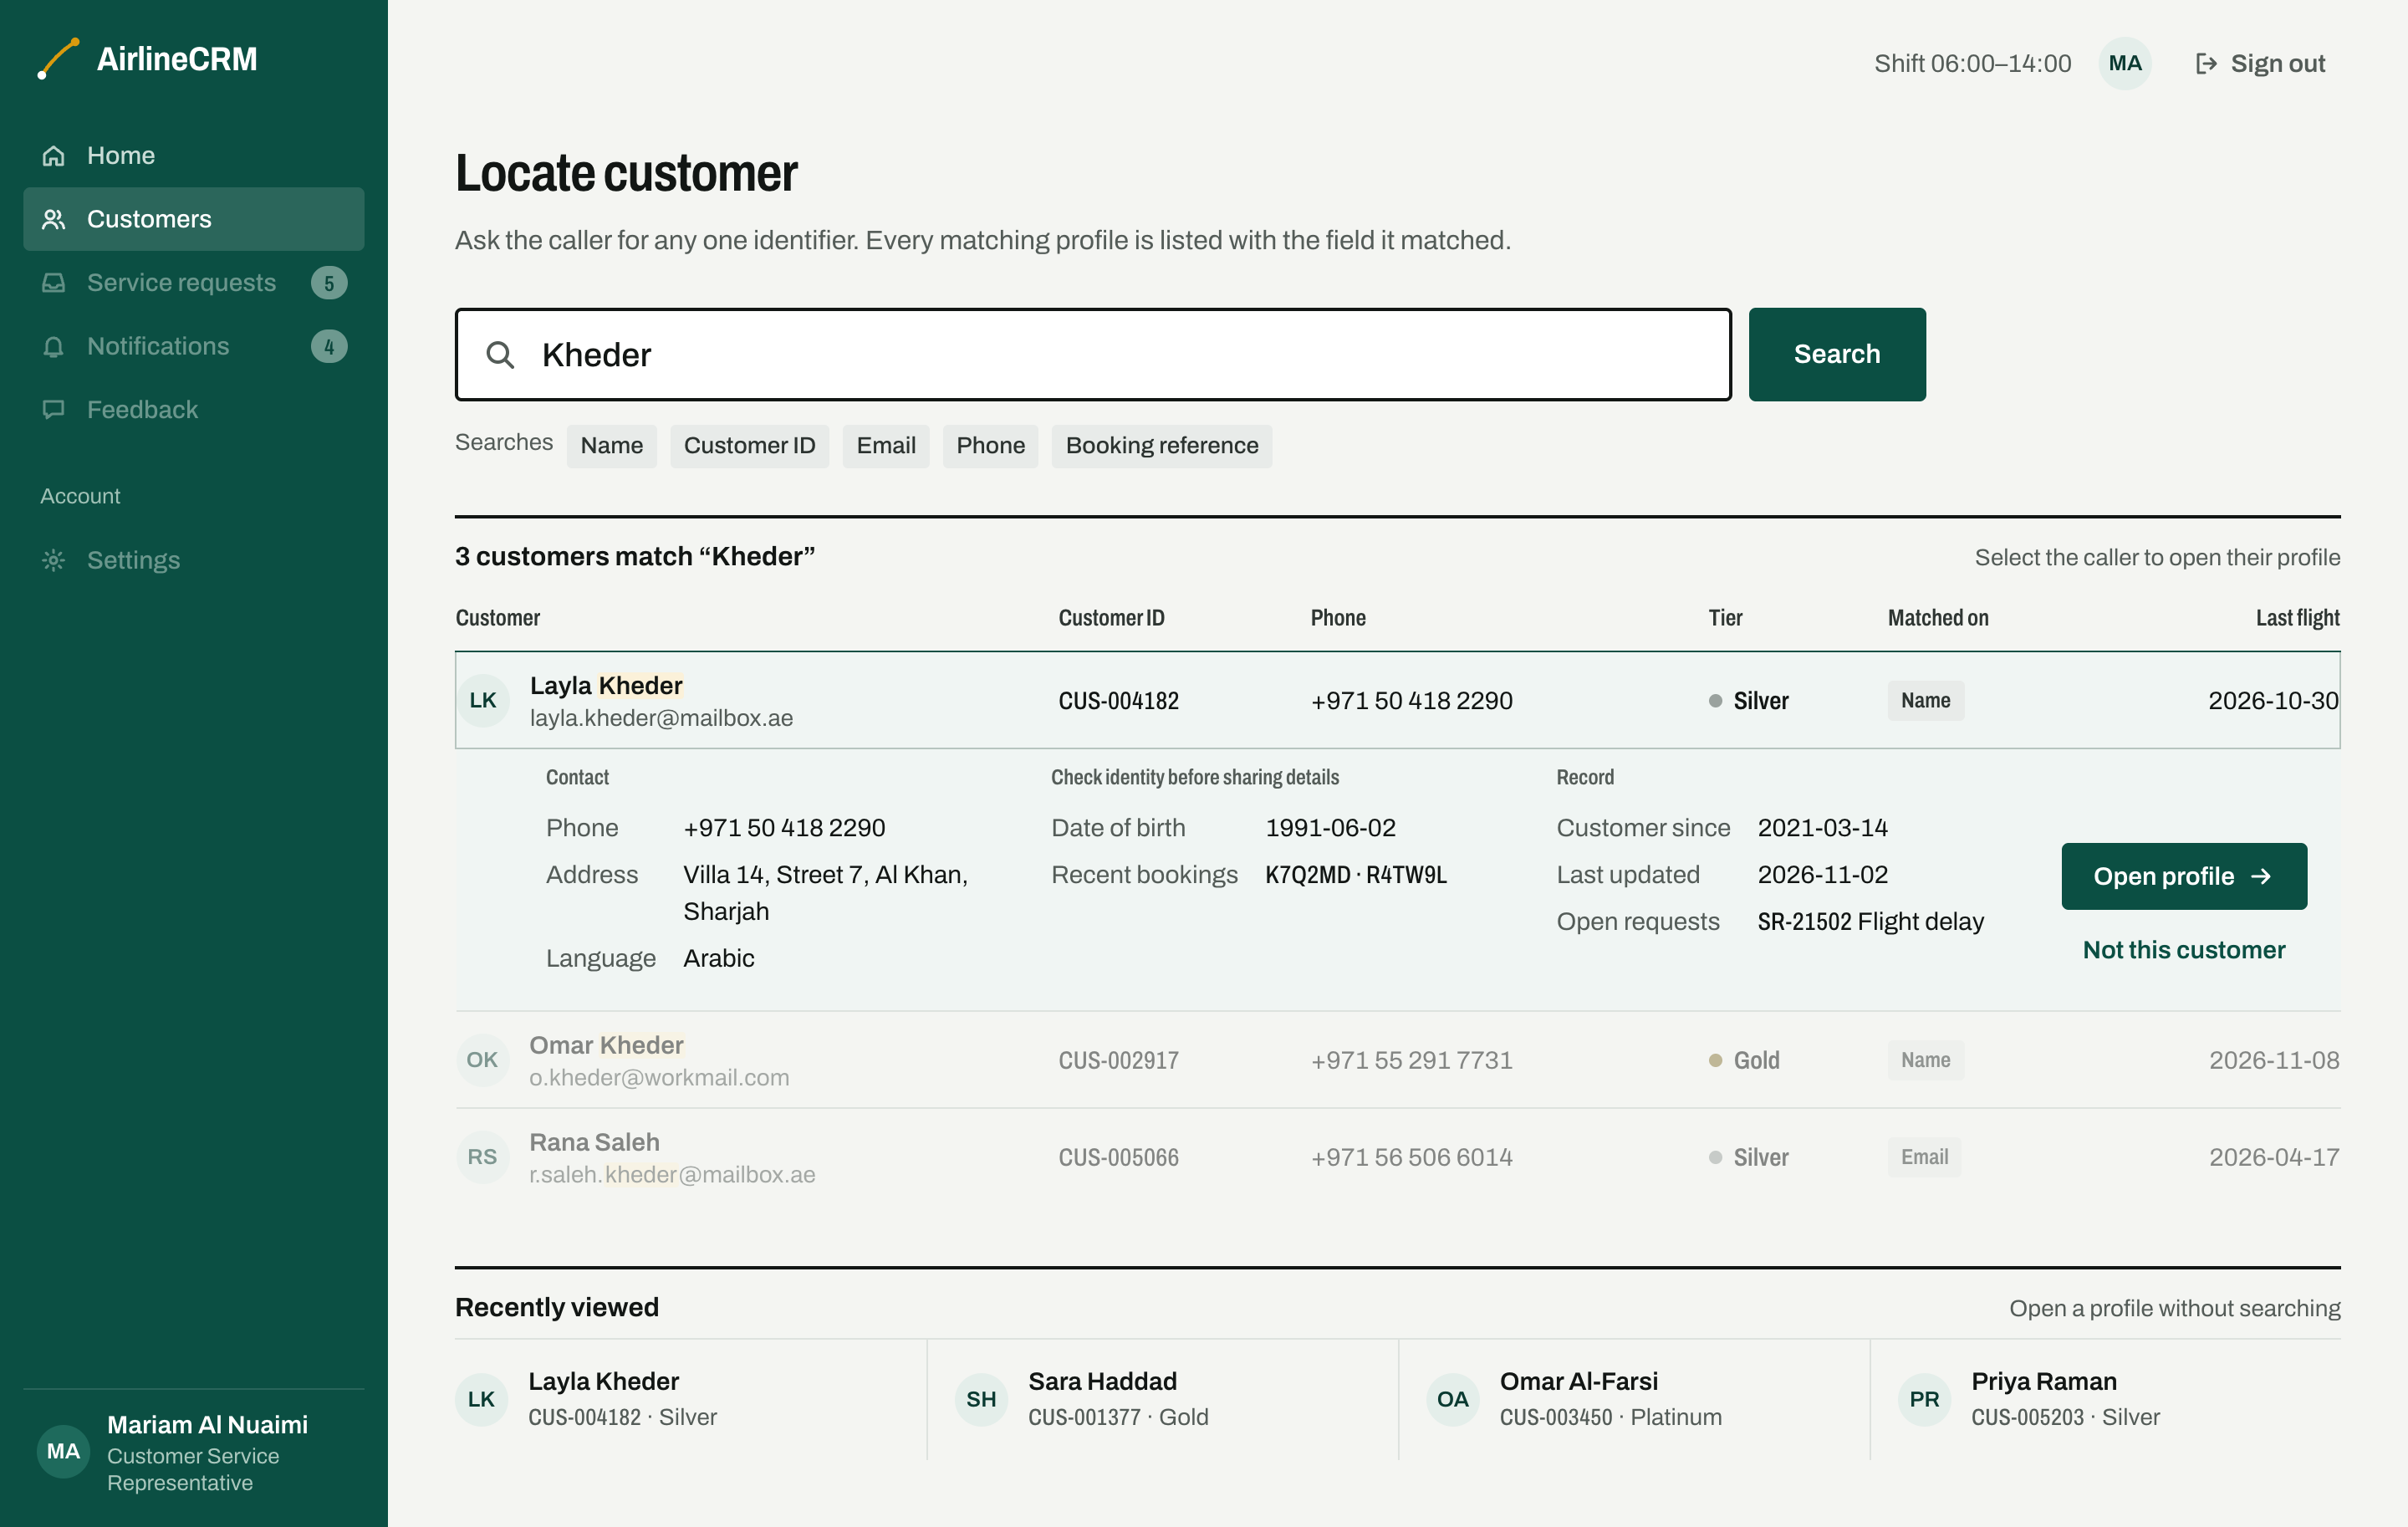 AirlineCRM
Home
Customers
Service requests 5
Notifications 4
Feedback
Account
Settings
MA
Mariam Al Nuaimi
Customer Service
Representative
Shift 06:00–14:00 MA Sign out
Locate customer
Ask the caller for any one identifier. Every matching profile is listed with the field it matched.
Kheder
Search
Searches Name Customer ID Email Phone Booking reference
3 customers match “Kheder” Select the caller to open their profile
Customer Customer ID Phone Tier Matched on Last flight
LK Layla Kheder CUS-004182 +971 50 418 2290 Silver Name 2026-10-30
layla.kheder@mailbox.ae
Contact Check identity before sharing details Record
Phone +971 50 418 2290 Date of birth 1991-06-02 Customer since 2021-03-14
Address Villa 14, Street 7, Al Khan, Recent bookings K7Q2MD · R4TW9L Last updated 2026-11-02 Open profile
Sharjah Open requests SR-21502 Flight delay
Language Arabic Not this customer
OK Omar Kheder CUS-002917 +971 55 291 7731 Gold Name 2026-11-08
o.kheder@workmail.com
RS Rana Saleh CUS-005066 +971 56 506 6014 Silver Email 2026-04-17
r.saleh.kheder@mailbox.ae
Recently viewed Open a profile without searching
LK Layla Kheder
CUS-004182 · Silver
SH Sara Haddad
CUS-001377 · Gold
OA Omar Al-Farsi
CUS-003450 · Platinum
PR Priya Raman
CUS-005203 · Silver